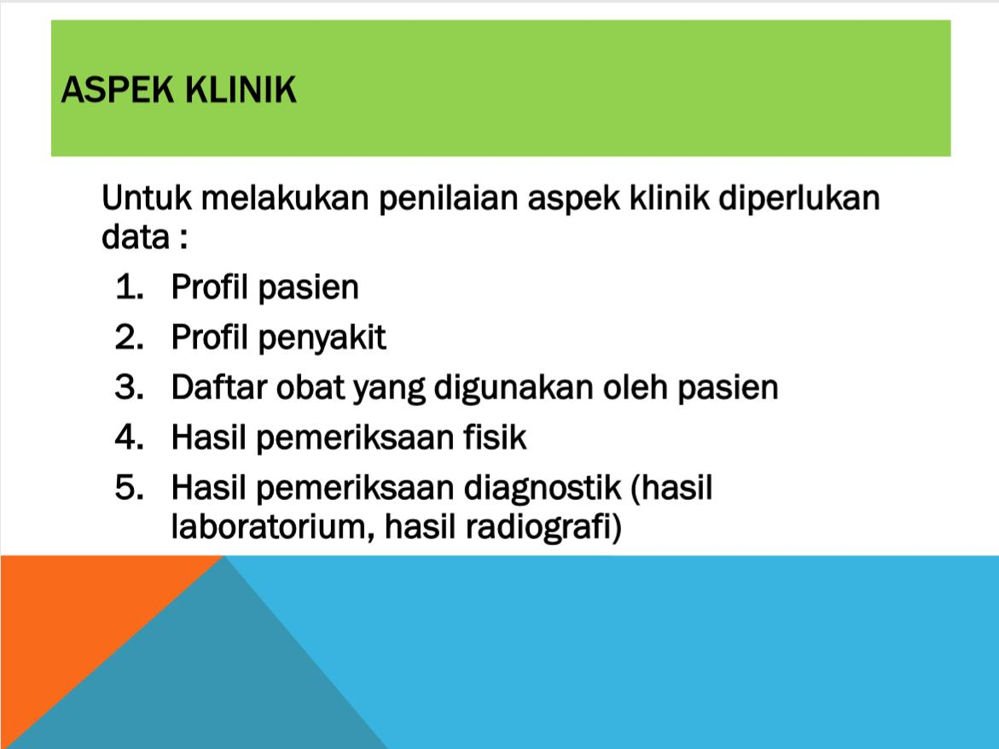 ASPEK KLINIK
Untuk melakukan penilaian aspek klinik diperlukan
data :
1. Profil pasien
2. Profil penyakit
3. Daftar obat yang digunakan oleh pasien
4. Hasil pemeriksaan fisik
5. Hasil pemeriksaan diagnostik (hasil
laboratorium, hasil radiografi)